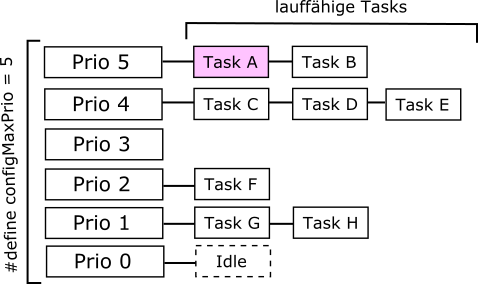 lauffähige Tasks
#define configMaxPrio = 5
Prio 5 Task A Task B
Prio 4 Task C Task D Task E
Prio 3
Prio 2 Task F
Prio 1 Task G Task H
Prio 0 Idle